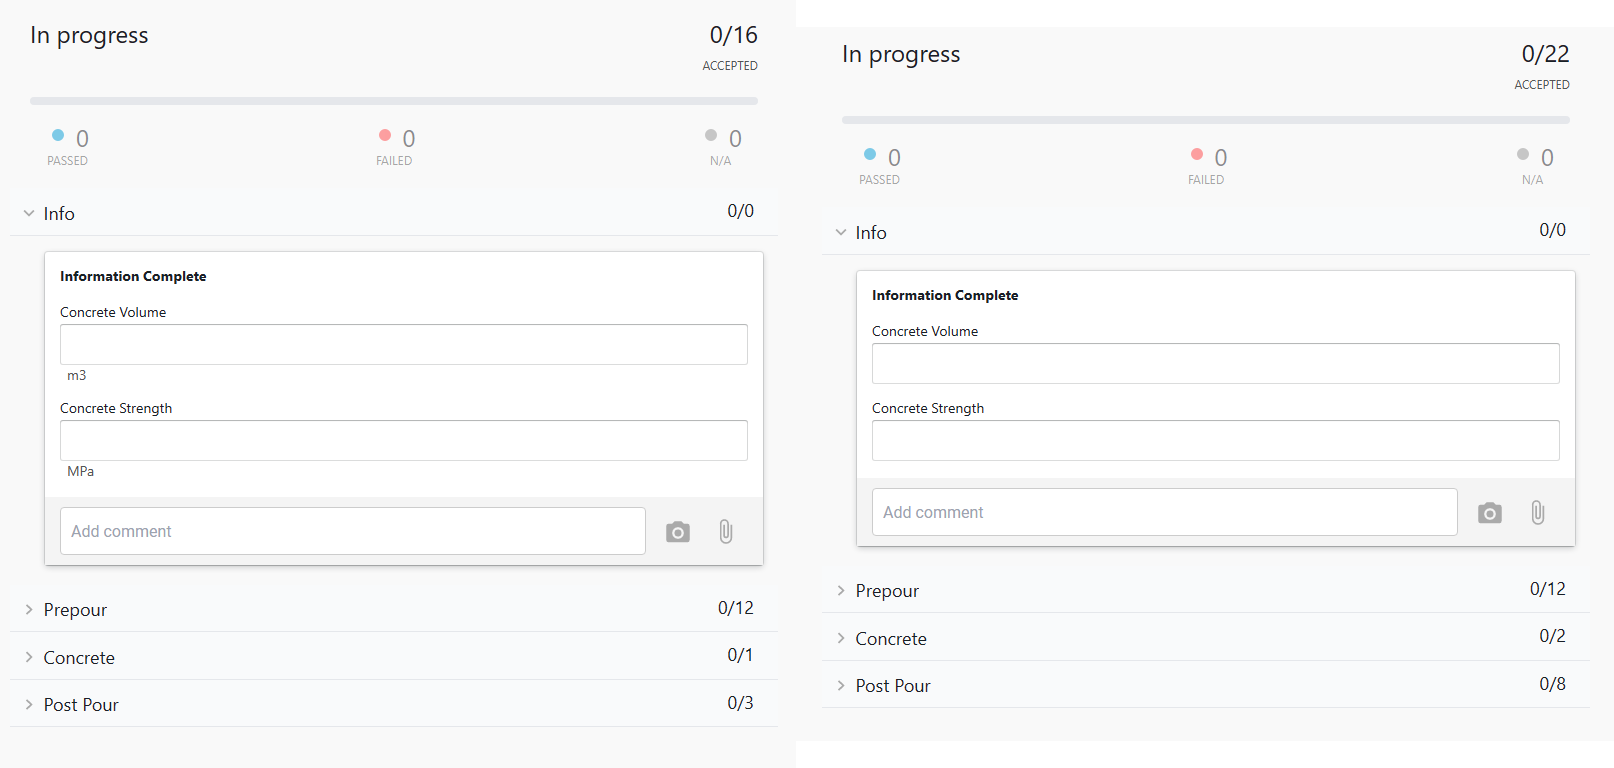 In progress
0/16
ACCEPTED
0
PASSED
0
FAILED
0
N/A
Info
0/0
Information Complete
Concrete Volume
m3
Concrete Strength
MPa
Add comment
Prepour
0/12
Concrete
0/1
Post Pour
0/3
In progress
0/22
ACCEPTED
0
PASSED
0
FAILED
0
N/A
Info
0/0
Information Complete
Concrete Volume
Concrete Strength
Add comment
Prepour
0/12
Concrete
0/2
Post Pour
0/8